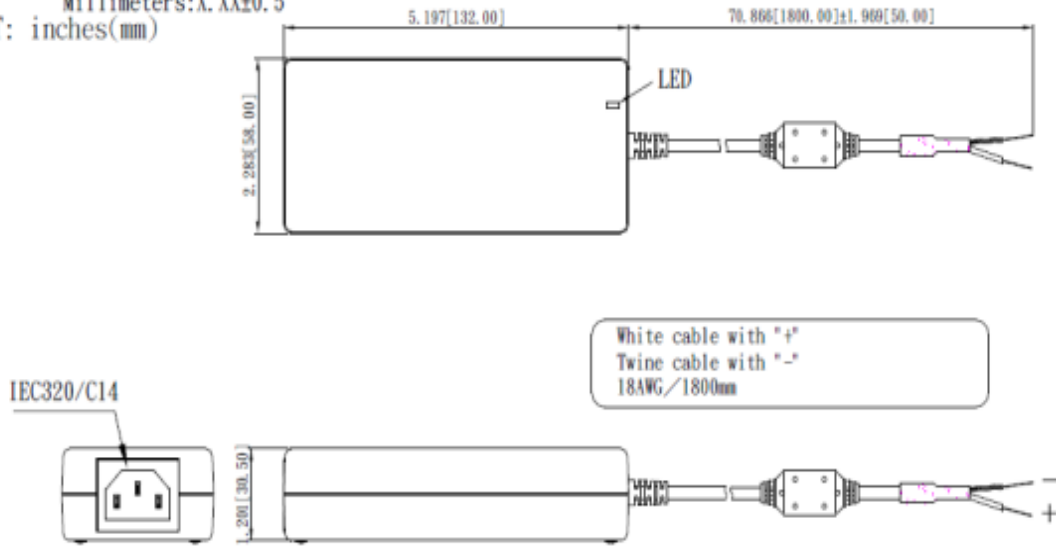 Millimeters:X.XX±0.5
: inches(mm)
5.197[132.00]
70.866[1800.00]±1.969[50.00]
LED
2.283[58.00]
White cable with "+"
Twine cable with "-"
18AWG/1800mm
IEC320/C14
1.201[30.50]
-
+